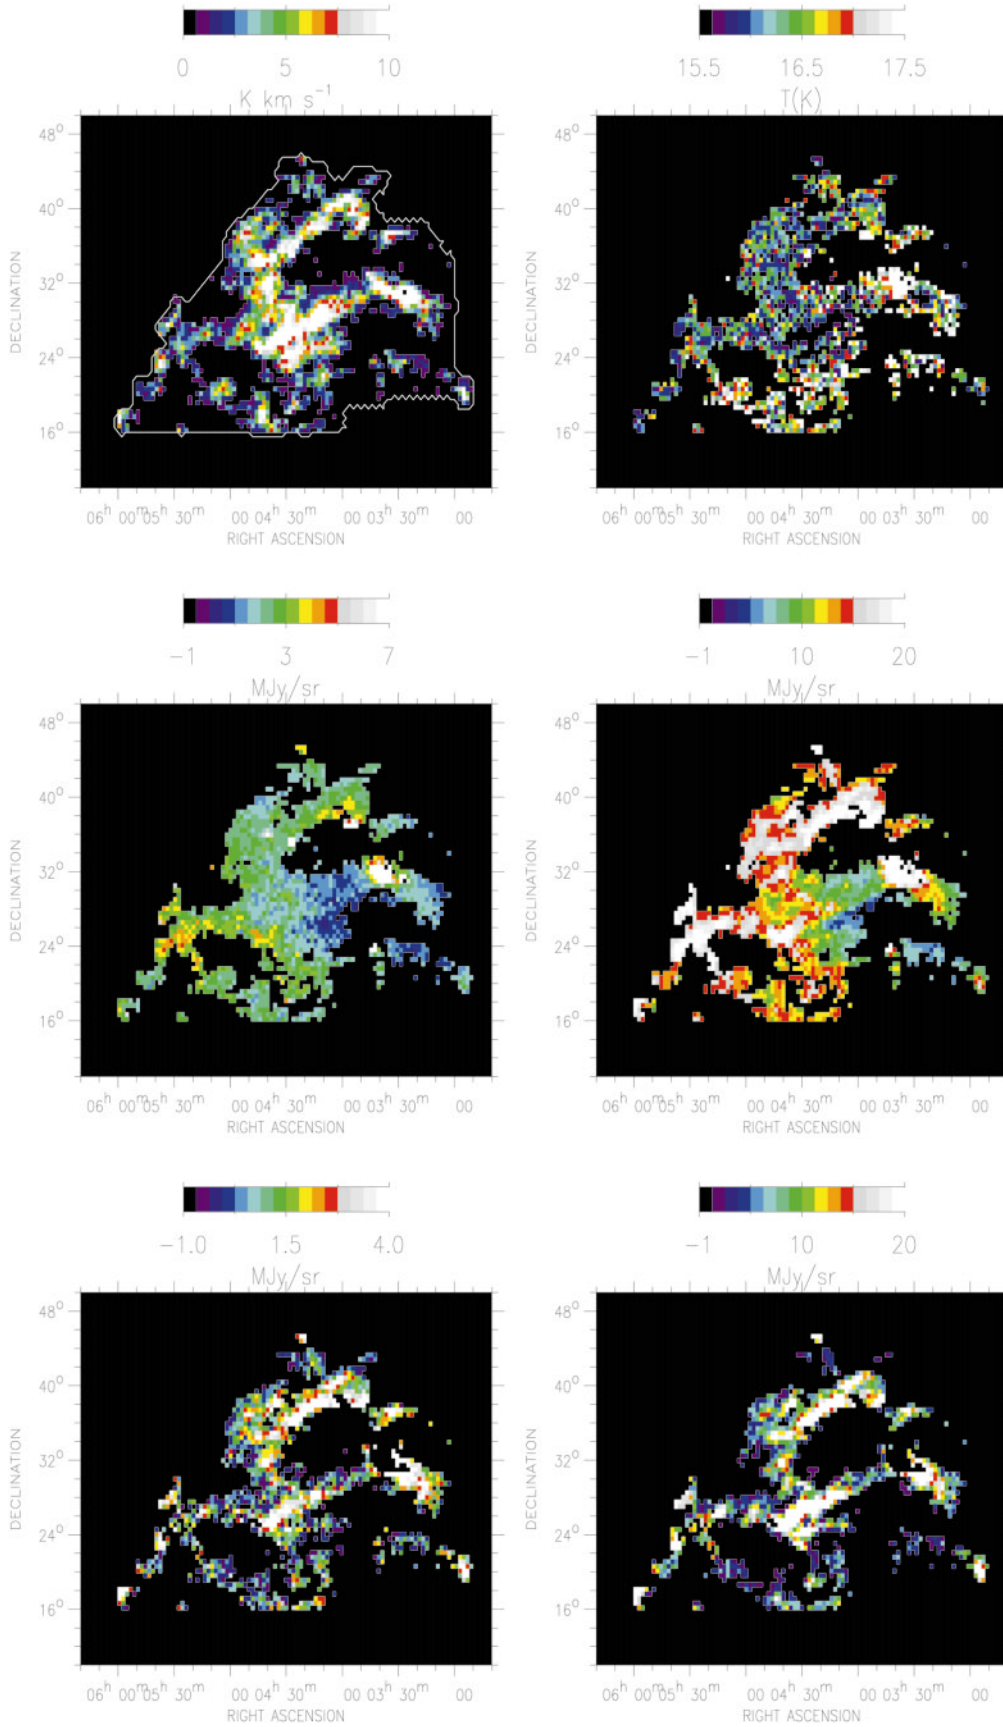 0 5 10
K km s⁻¹
15.5 16.5 17.5
T(K)
48° 40° 32° 24° 16°
DECLINATION
06ʰ 00ᵐ 05ʰ 30ᵐ 00 04ʰ 30ᵐ 00 03ʰ 30ᵐ 00
RIGHT ASCENSION
48° 40° 32° 24° 16°
DECLINATION
06ʰ 00ᵐ 05ʰ 30ᵐ 00 04ʰ 30ᵐ 00 03ʰ 30ᵐ 00
RIGHT ASCENSION
−1 3 7
MJy/sr
−1 10 20
MJy/sr
48° 40° 32° 24° 16°
DECLINATION
06ʰ 00ᵐ 05ʰ 30ᵐ 00 04ʰ 30ᵐ 00 03ʰ 30ᵐ 00
RIGHT ASCENSION
48° 40° 32° 24° 16°
DECLINATION
06ʰ 00ᵐ 05ʰ 30ᵐ 00 04ʰ 30ᵐ 00 03ʰ 30ᵐ 00
RIGHT ASCENSION
−1.0 1.5 4.0
MJy/sr
−1 10 20
MJy/sr
48° 40° 32° 24° 16°
DECLINATION
06ʰ 00ᵐ 05ʰ 30ᵐ 00 04ʰ 30ᵐ 00 03ʰ 30ᵐ 00
RIGHT ASCENSION
48° 40° 32° 24° 16°
DECLINATION
06ʰ 00ᵐ 05ʰ 30ᵐ 00 04ʰ 30ᵐ 00 03ʰ 30ᵐ 00
RIGHT ASCENSION